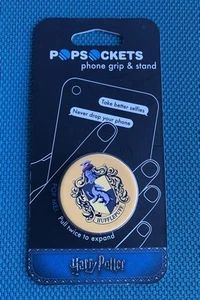 POPSOCKETS
phone grip & stand
Take better selfies
Never drop your phone
HUFFLEPUFF
Pull twice to expand
Harry Potter